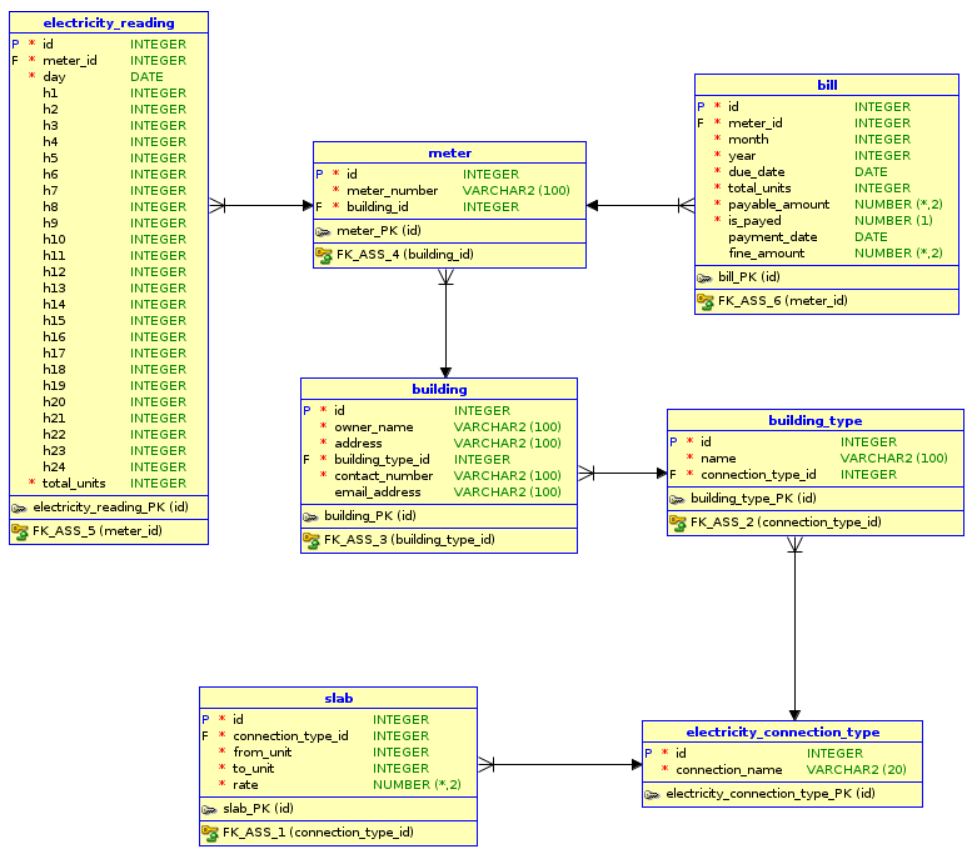 electricity_reading
P * id INTEGER
F * meter_id INTEGER
* day DATE
h1 INTEGER
h2 INTEGER
h3 INTEGER
h4 INTEGER
h5 INTEGER
h6 INTEGER
h7 INTEGER
h8 INTEGER
h9 INTEGER
h10 INTEGER
h11 INTEGER
h12 INTEGER
h13 INTEGER
h14 INTEGER
h15 INTEGER
h16 INTEGER
h17 INTEGER
h18 INTEGER
h19 INTEGER
h20 INTEGER
h21 INTEGER
h22 INTEGER
h23 INTEGER
h24 INTEGER
* total_units INTEGER
electricity_reading_PK (id)
FK_ASS_5 (meter_id)
meter
P * id INTEGER
* meter_number VARCHAR2 (100)
F * building_id INTEGER
meter_PK (id)
FK_ASS_4 (building_id)
bill
P * id INTEGER
F * meter_id INTEGER
* month INTEGER
* year INTEGER
* due_date DATE
* total_units INTEGER
* payable_amount NUMBER (*,2)
* is_payed NUMBER (1)
payment_date DATE
fine_amount NUMBER (*,2)
bill_PK (id)
FK_ASS_6 (meter_id)
building
P * id INTEGER
* owner_name VARCHAR2 (100)
* address VARCHAR2 (100)
F * building_type_id INTEGER
* contact_number VARCHAR2 (100)
email_address VARCHAR2 (100)
building_PK (id)
FK_ASS_3 (building_type_id)
building_type
P * id INTEGER
* name VARCHAR2 (100)
F * connection_type_id INTEGER
building_type_PK (id)
FK_ASS_2 (connection_type_id)
slab
P * id INTEGER
F * connection_type_id INTEGER
* from_unit INTEGER
* to_unit INTEGER
* rate NUMBER (*,2)
slab_PK (id)
FK_ASS_1 (connection_type_id)
electricity_connection_type
P * id INTEGER
* connection_name VARCHAR2 (20)
electricity_connection_type_PK (id)